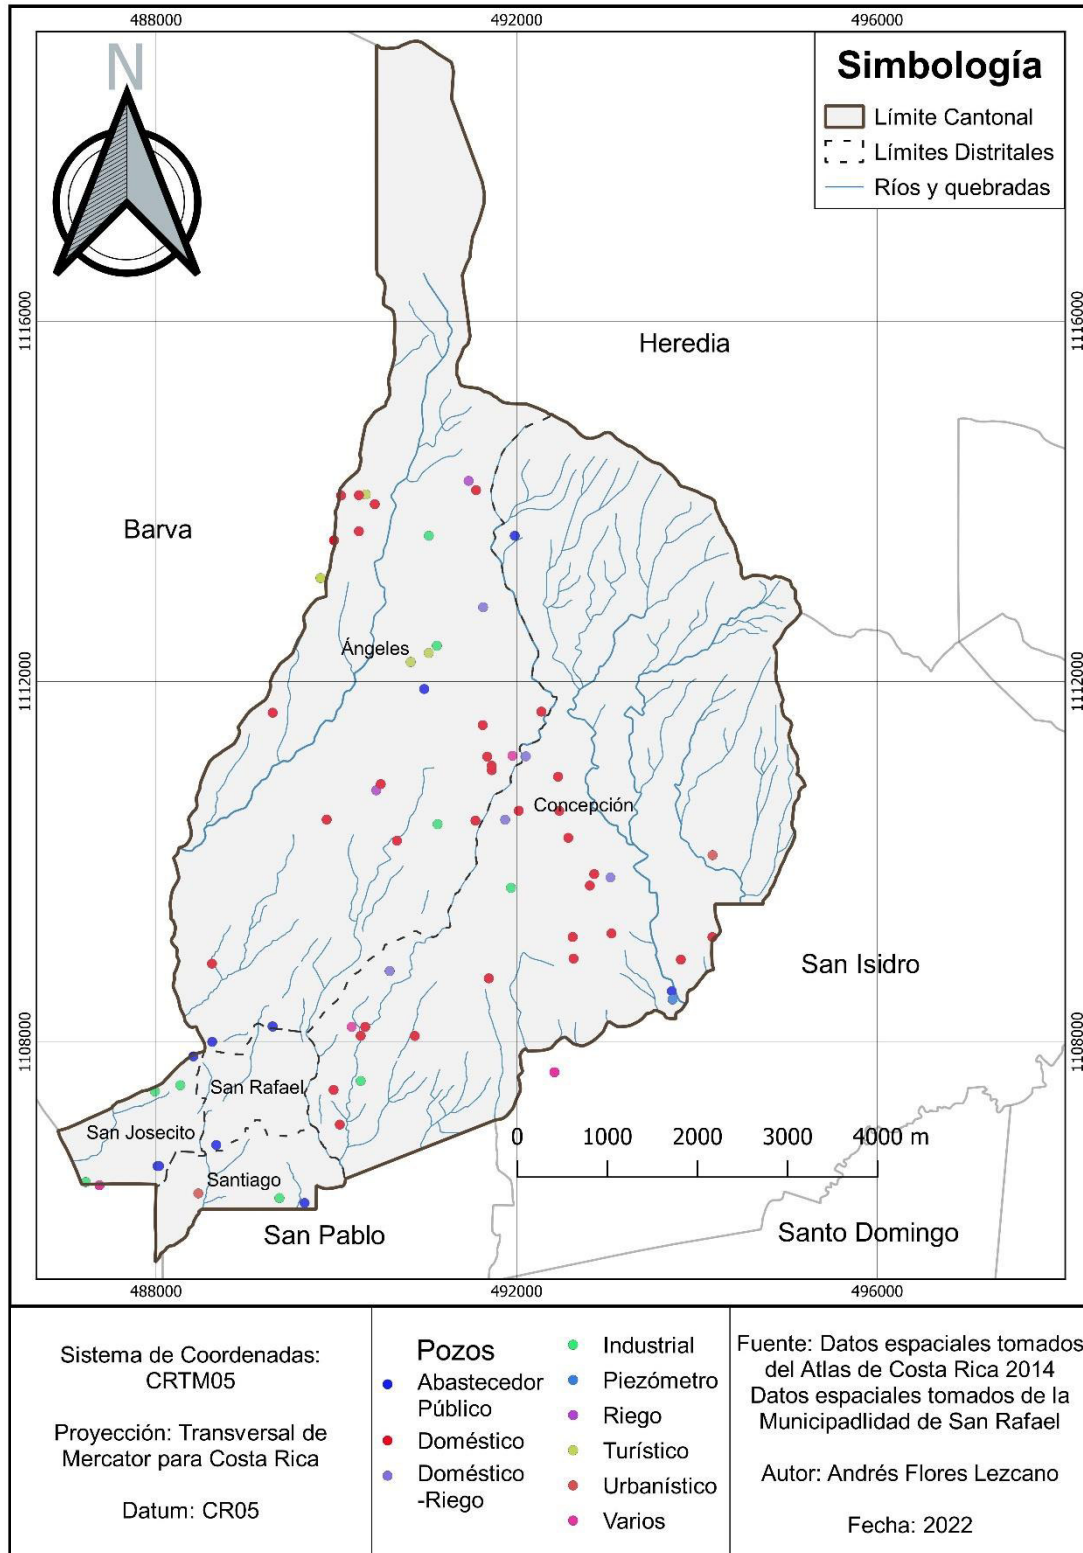 488000
492000
496000
N
Simbología
Límite Cantonal
Límites Distritales
Ríos y quebradas
1116000
1116000
Heredia
Barva
Ángeles
1112000
1112000
Concepción
San Isidro
1108000
1108000
San Rafael
San Josecito
Santiago
0 1000 2000 3000 4000 m
San Pablo
Santo Domingo
488000
492000
496000
Sistema de Coordenadas:
CRTM05
Proyección: Transversal de
Mercator para Costa Rica
Datum: CR05
Pozos
Abastecedor
Público
Doméstico
Doméstico
-Riego
Industrial
Piezómetro
Riego
Turístico
Urbanístico
Varios
Fuente: Datos espaciales tomados
del Atlas de Costa Rica 2014
Datos espaciales tomados de la
Municipadlidad de San Rafael
Autor: Andrés Flores Lezcano
Fecha: 2022